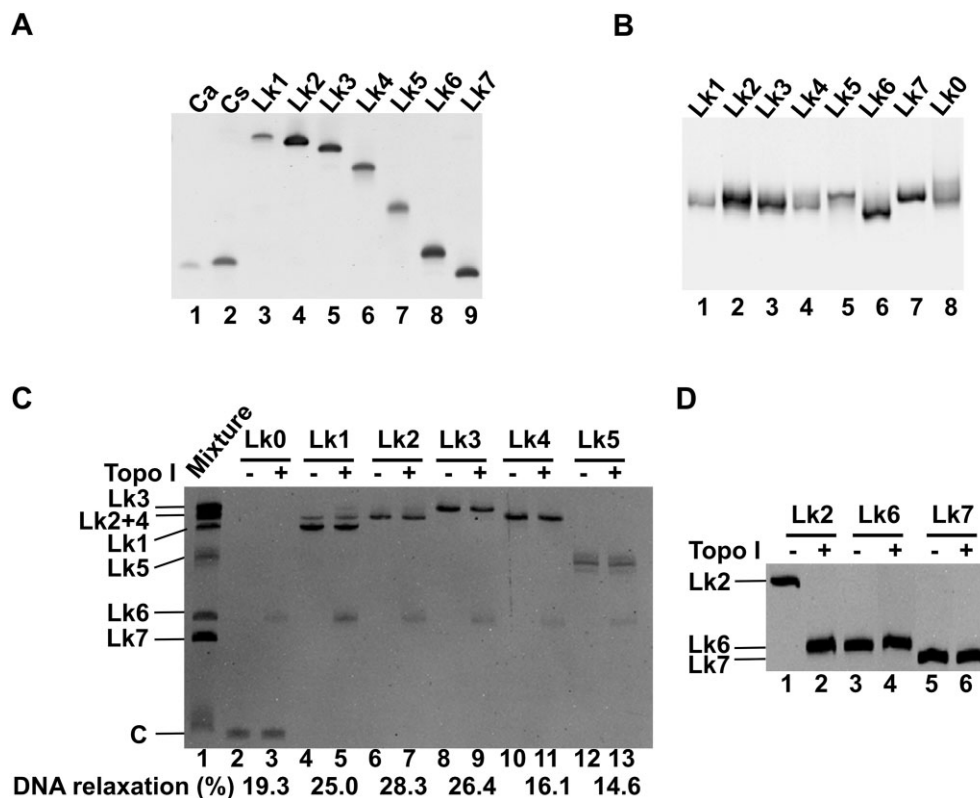 A
Ca Cs Lk1 Lk2 Lk3 Lk4 Lk5 Lk6 Lk7
1 2 3 4 5 6 7 8 9
B
Lk1 Lk2 Lk3 Lk4 Lk5 Lk6 Lk7 Lk0
1 2 3 4 5 6 7 8
C
Mixture Lk0 Lk1 Lk2 Lk3 Lk4 Lk5
Topo I - + - + - + - + - + - +
Lk3
Lk2+4
Lk1
Lk5
Lk6
Lk7
C
1 2 3 4 5 6 7 8 9 10 11 12 13
DNA relaxation (%) 19.3 25.0 28.3 26.4 16.1 14.6
D
Lk2 Lk6 Lk7
Topo I - + - + - +
Lk2
Lk6
Lk7
1 2 3 4 5 6